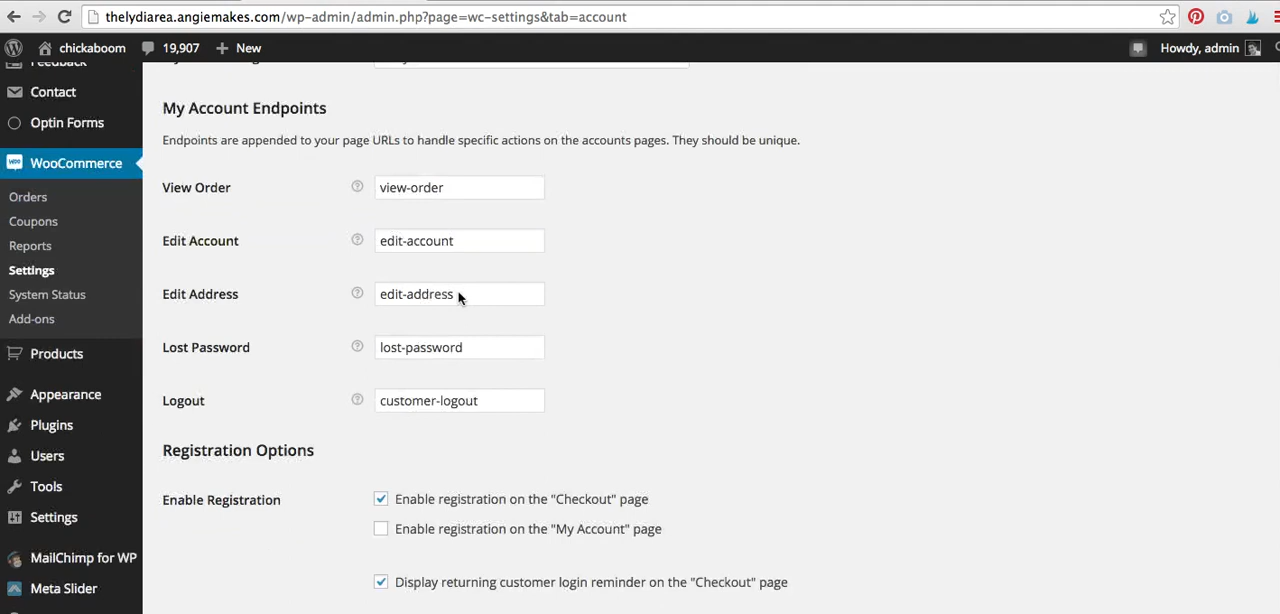 thelydiarea.angiemakes.com/wp-admin/admin.php?page=wc-settings&tab=account
chickaboom 19,907 + New Howdy, admin
Feedback
Contact
Optin Forms
WooCommerce
Orders
Coupons
Reports
Settings
System Status
Add-ons
Products
Appearance
Plugins
Users
Tools
Settings
MailChimp for WP
Meta Slider
My Account Endpoints
Endpoints are appended to your page URLs to handle specific actions on the accounts pages. They should be unique.
View Order ? view-order
Edit Account ? edit-account
Edit Address ? edit-address
Lost Password ? lost-password
Logout ? customer-logout
Registration Options
Enable Registration Enable registration on the "Checkout" page
Enable registration on the "My Account" page
Display returning customer login reminder on the "Checkout" page